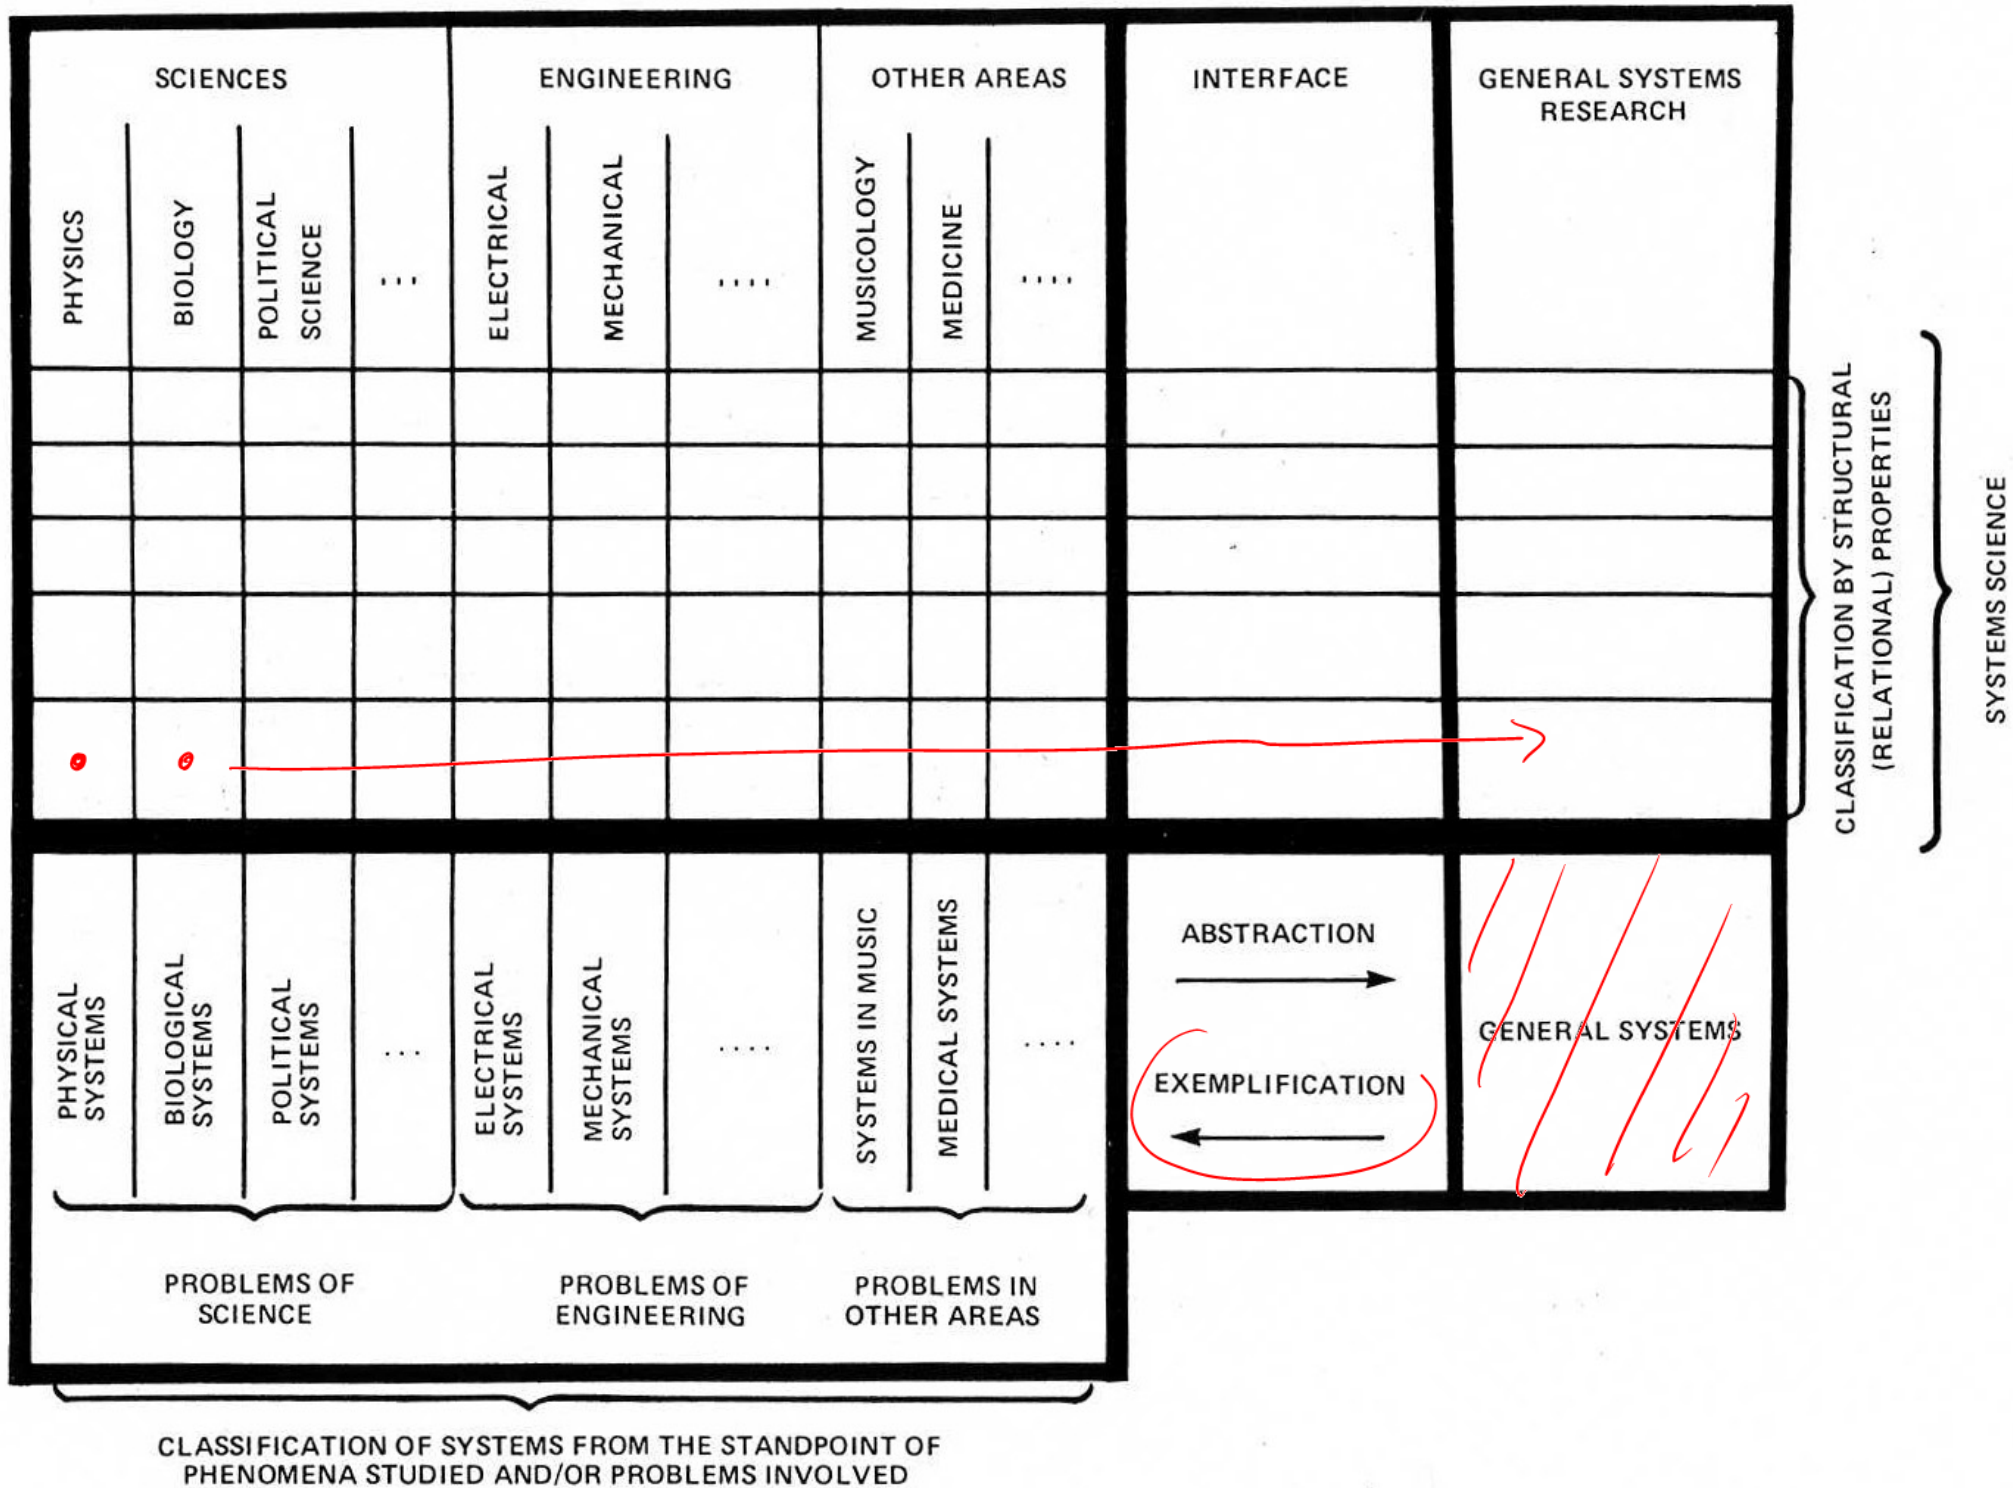 SCIENCES
ENGINEERING
OTHER AREAS
INTERFACE
GENERAL SYSTEMS
RESEARCH
PHYSICS
BIOLOGY
POLITICAL
SCIENCE
...
ELECTRICAL
MECHANICAL
....
MUSICOLOGY
MEDICINE
....
CLASSIFICATION BY STRUCTURAL
(RELATIONAL) PROPERTIES
SYSTEMS SCIENCE
PHYSICAL
SYSTEMS
BIOLOGICAL
SYSTEMS
POLITICAL
SYSTEMS
...
ELECTRICAL
SYSTEMS
MECHANICAL
SYSTEMS
....
SYSTEMS IN MUSIC
MEDICAL SYSTEMS
....
ABSTRACTION
EXEMPLIFICATION
GENERAL SYSTEMS
PROBLEMS OF
SCIENCE
PROBLEMS OF
ENGINEERING
PROBLEMS IN
OTHER AREAS
CLASSIFICATION OF SYSTEMS FROM THE STANDPOINT OF
PHENOMENA STUDIED AND/OR PROBLEMS INVOLVED